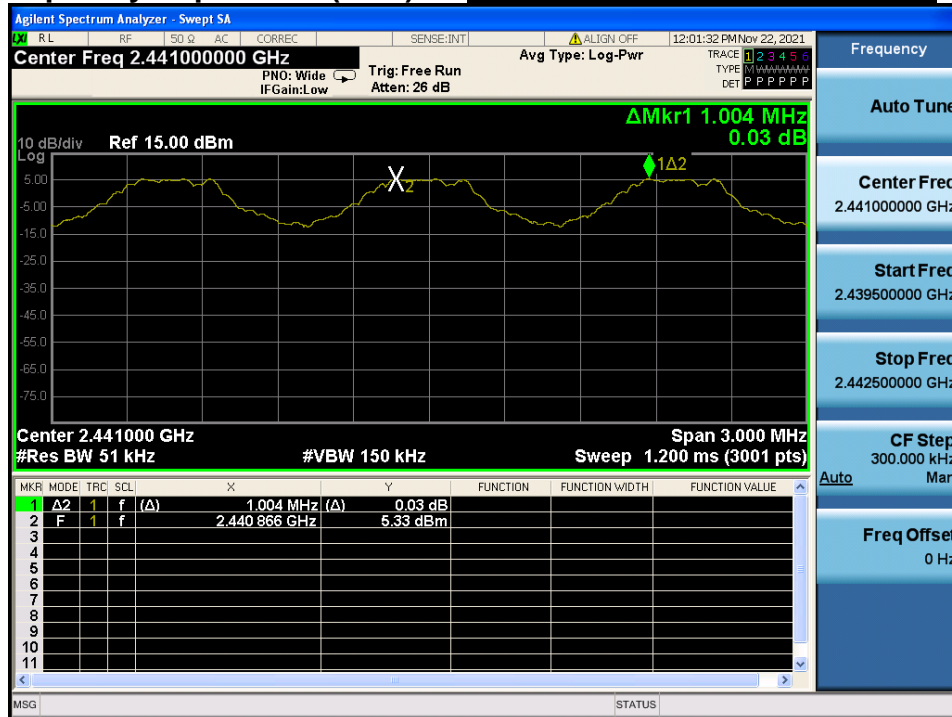 Agilent Spectrum Analyzer - Swept SA
LXI RL RF 50 Ω AC CORREC SENSE:INT ALIGN OFF 12:01:32 PM Nov 22, 2021
Center Freq 2.441000000 GHz
PNO: Wide
IFGain:Low
Trig: Free Run
Atten: 26 dB
Avg Type: Log-Pwr
TRACE 1 2 3 4 5 6
TYPE M
DET P P P P P P
ΔMkr1 1.004 MHz
0.03 dB
10 dB/div Ref 15.00 dBm
Log
1Δ2
X2
5.00
-5.00
-15.0
-25.0
-35.0
-45.0
-55.0
-65.0
-75.0
Center 2.441000 GHz Span 3.000 MHz
#Res BW 51 kHz #VBW 150 kHz Sweep 1.200 ms (3001 pts)
MKR MODE TRC SCL X Y FUNCTION FUNCTION WIDTH FUNCTION VALUE
1 Δ2 1 f (Δ) 1.004 MHz (Δ) 0.03 dB
2 F 1 f 2.440 866 GHz 5.33 dBm
3
4
5
6
7
8
9
10
11
MSG STATUS
Frequency
Auto Tune
Center Freq
2.441000000 GHz
Start Freq
2.439500000 GHz
Stop Freq
2.442500000 GHz
CF Step
300.000 kHz
Auto Man
Freq Offset
0 Hz